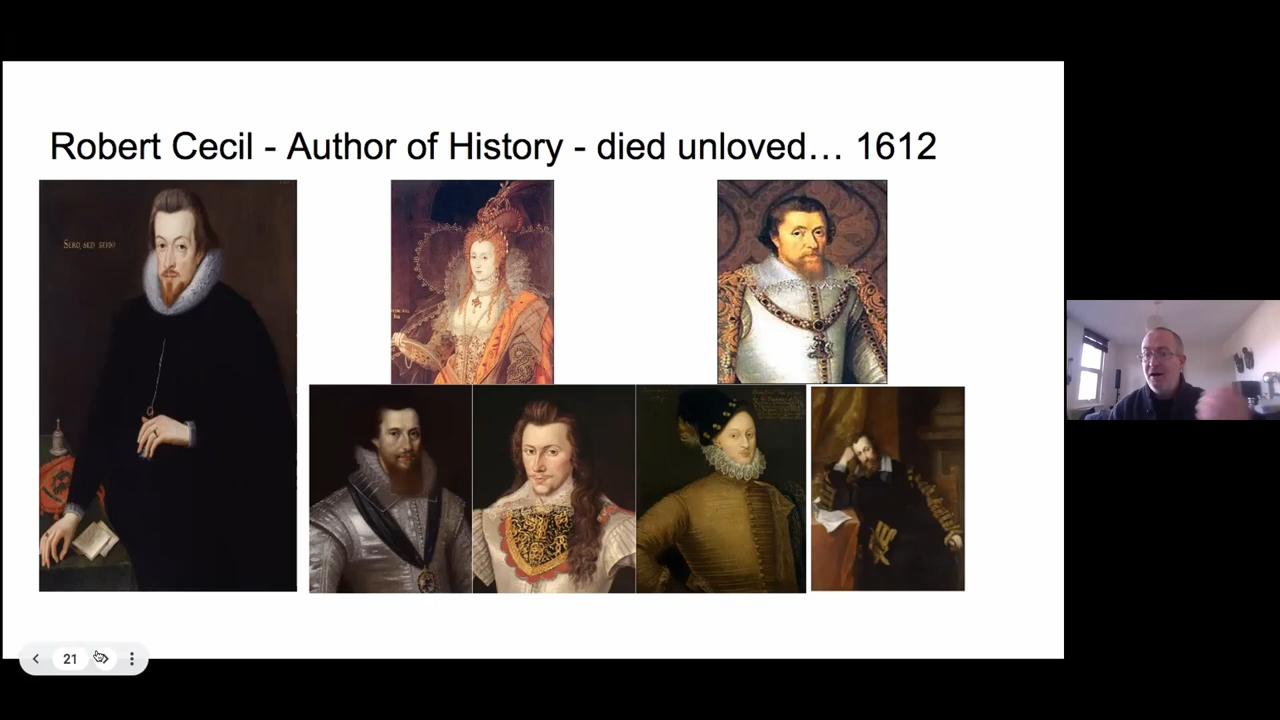 Robert Cecil - Author of History - died unloved… 1612
SERO, SED SERIO
21